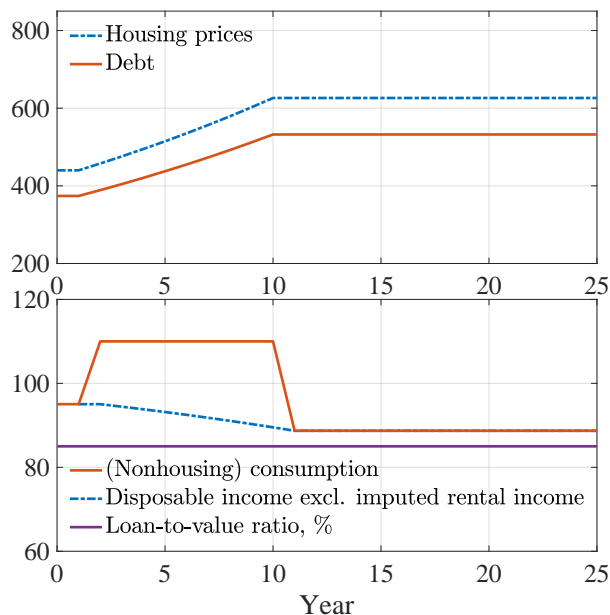 800
Housing prices
Debt
600
400
200
0 5 10 15 20 25
120
100
80
(Nonhousing) consumption
Disposable income excl. imputed rental income
Loan-to-value ratio, %
60
0 5 10 15 20 25
Year